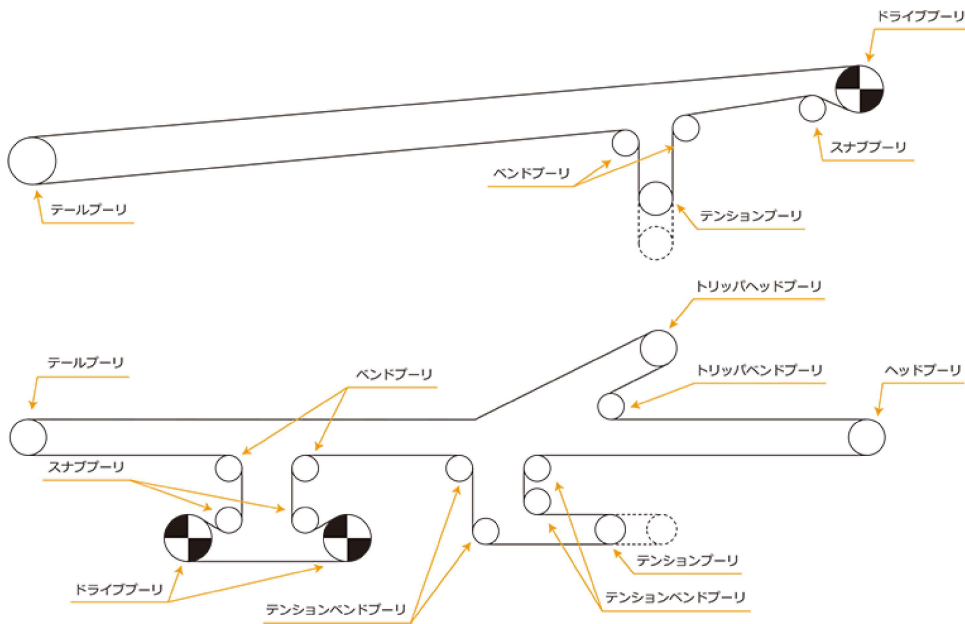 ドライブプーリ
スナブプーリ
ベンドプーリ
テールプーリ
テンションプーリ
トリッパヘッドプーリ
テールプーリ
ベンドプーリ
トリッパベンドプーリ
ヘッドプーリ
スナブプーリ
テンションプーリ
ドライブプーリ
テンションベンドプーリ
テンションベンドプーリ